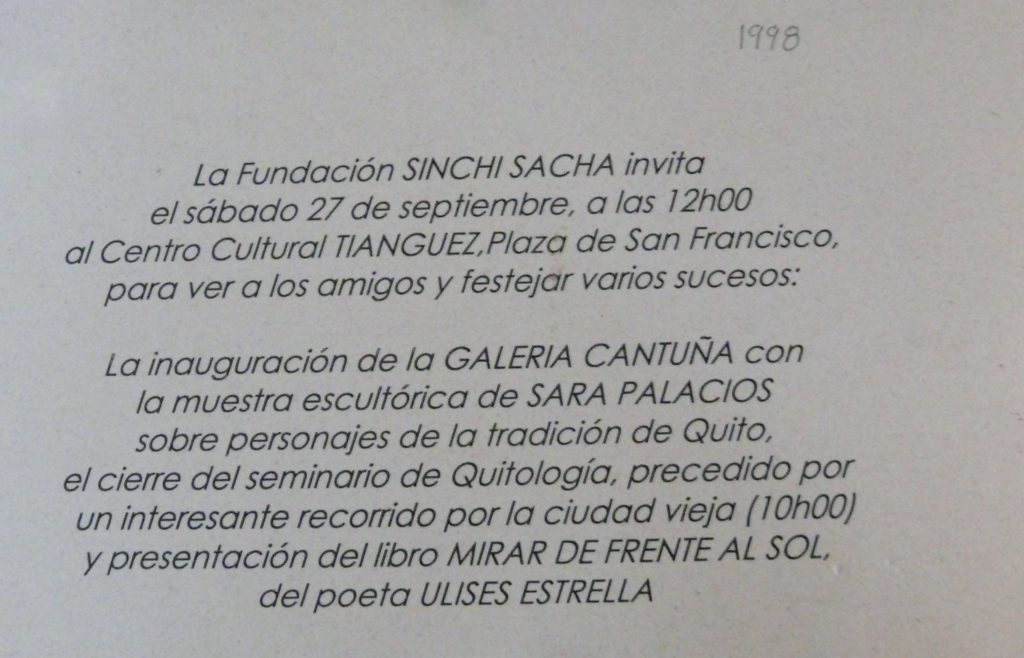 1998
La Fundación SINCHI SACHA invita
el sábado 27 de septiembre, a las 12h00
al Centro Cultural TIANGUEZ,Plaza de San Francisco,
para ver a los amigos y festejar varios sucesos:
La inauguración de la GALERIA CANTUÑA con
la muestra escultórica de SARA PALACIOS
sobre personajes de la tradición de Quito,
el cierre del seminario de Quitología, precedido por
un interesante recorrido por la ciudad vieja (10h00)
y presentación del libro MIRAR DE FRENTE AL SOL,
del poeta ULISES ESTRELLA